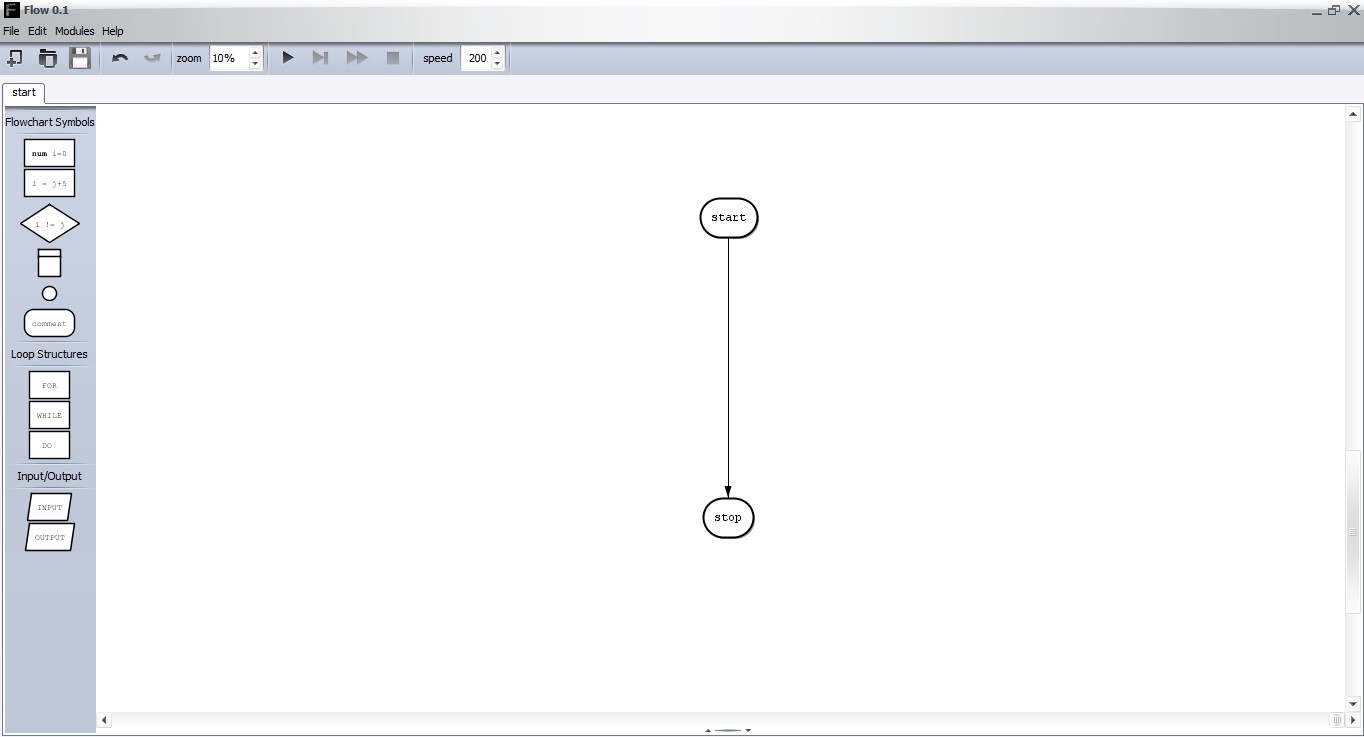 Flow 0.1
File Edit Modules Help
zoom 10% speed 200
start
Flowchart Symbols
num i=0
i = j+5
i != j
comment
Loop Structures
FOR
WHILE
DO
Input/Output
INPUT
OUTPUT
start
stop